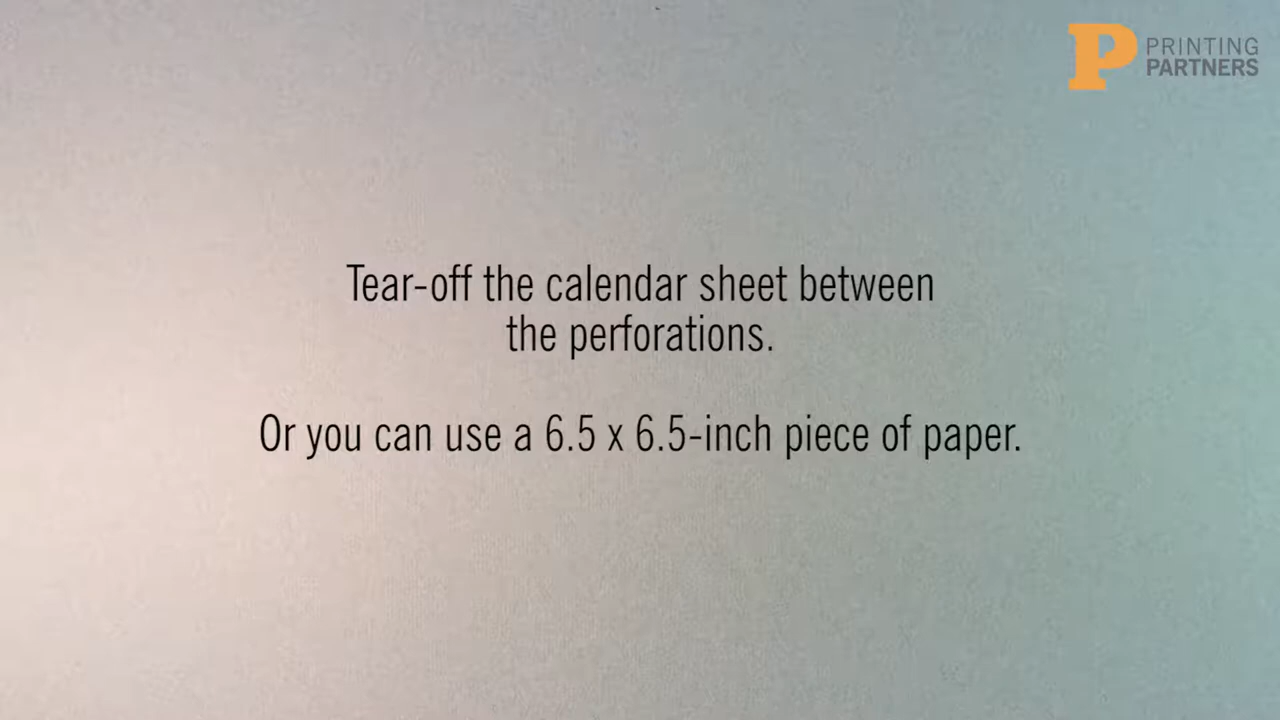 PRINTING
PARTNERS
Tear-off the calendar sheet between
the perforations.
Or you can use a 6.5 x 6.5-inch piece of paper.